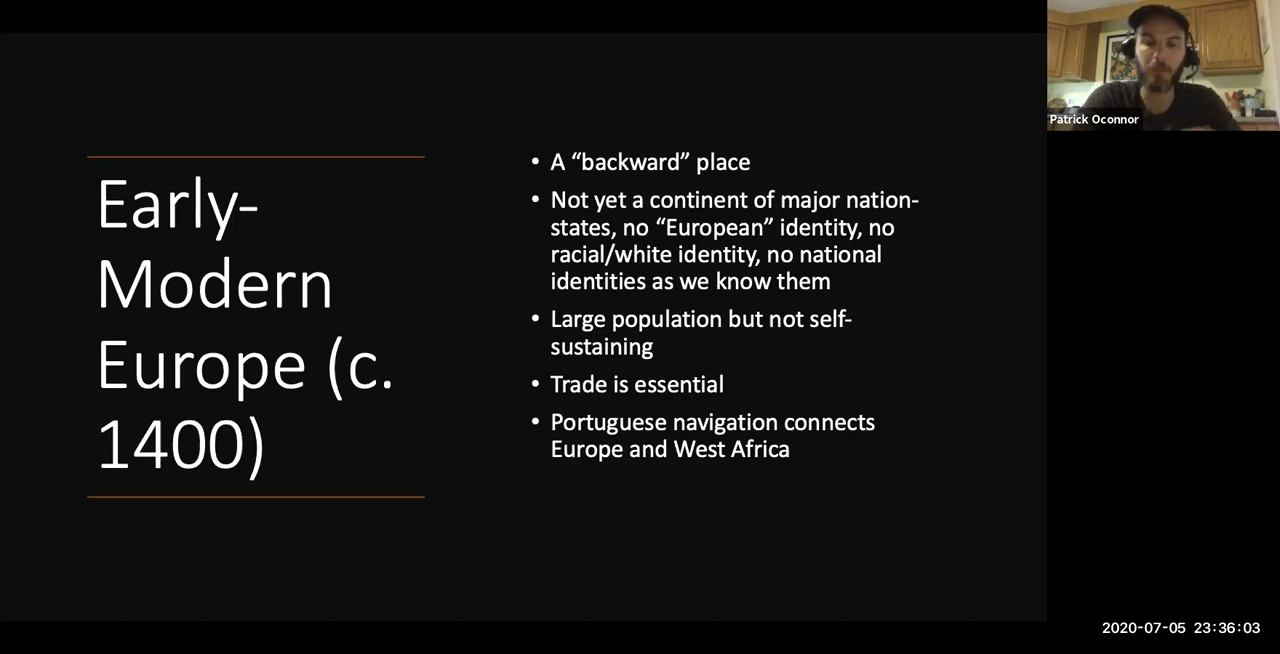 Early-
Modern
Europe (c.
1400)
• A “backward” place
• Not yet a continent of major nation-
states, no “European” identity, no
racial/white identity, no national
identities as we know them
• Large population but not self-
sustaining
• Trade is essential
• Portuguese navigation connects
Europe and West Africa
Patrick Oconnor
2020-07-05 23:36:03